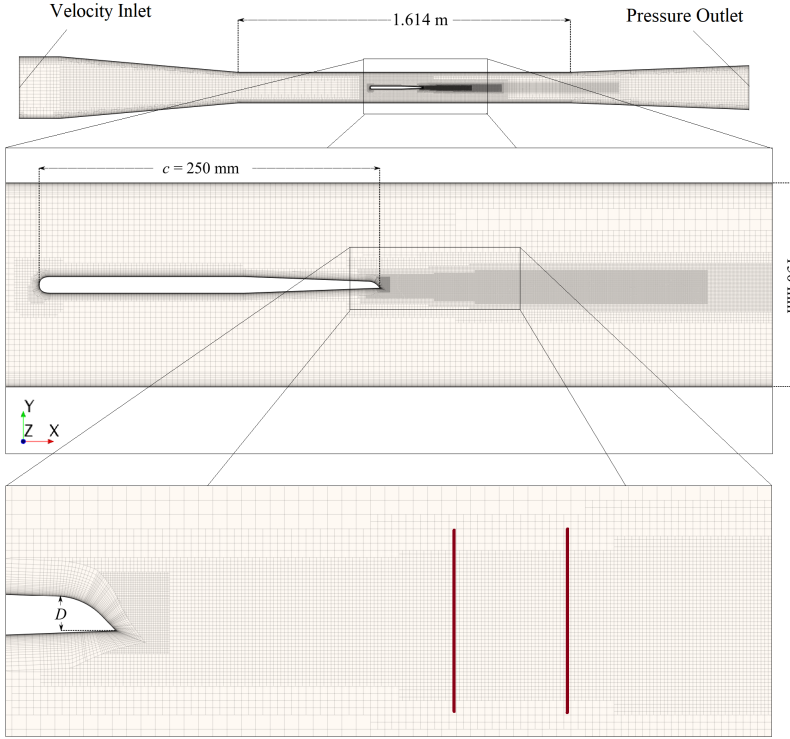 Velocity Inlet
Pressure Outlet
1.614 m
c = 250 mm
Y
Z X
D